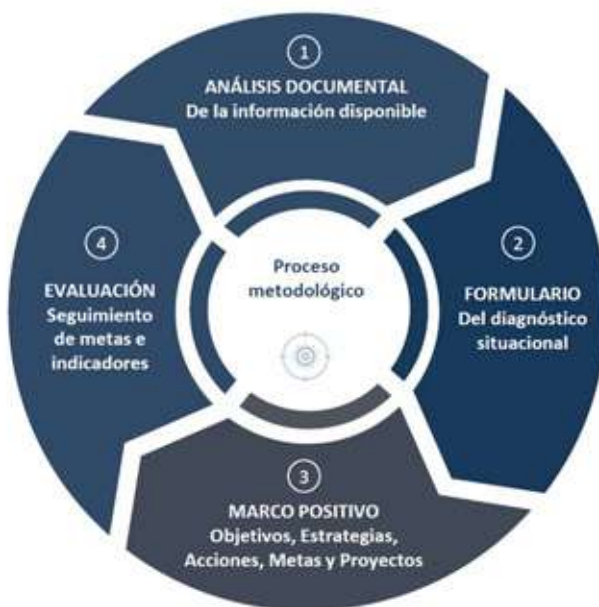 1
ANÁLISIS DOCUMENTAL
De la información disponible
2
FORMULARIO
Del diagnóstico
situacional
3
MARCO POSITIVO
Objetivos, Estrategias,
Acciones, Metas y Proyectos
4
EVALUACIÓN
Seguimiento
de metas e
indicadores
Proceso
metodológico